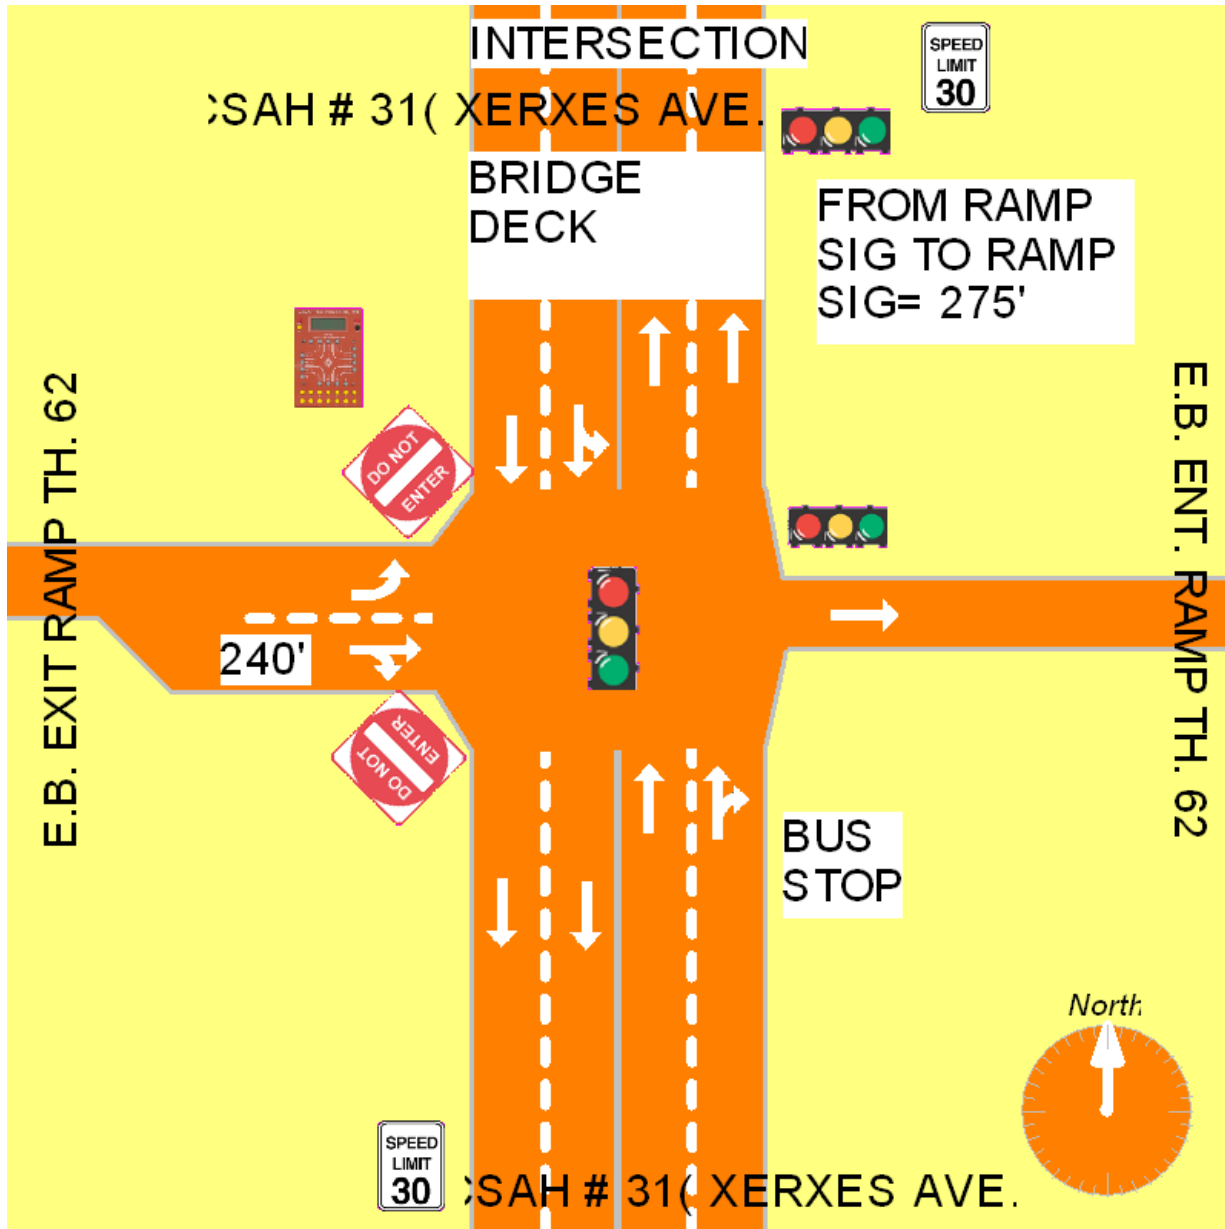 INTERSECTION
SPEED
LIMIT
30
CSAH # 31( XERXES AVE.
BRIDGE
DECK
FROM RAMP
SIG TO RAMP
SIG= 275'
E.B. EXIT RAMP TH. 62
E.B. ENT. RAMP TH. 62
DO NOT
ENTER
240'
DO NOT
ENTER
BUS
STOP
North
SPEED
LIMIT
30
CSAH # 31( XERXES AVE.